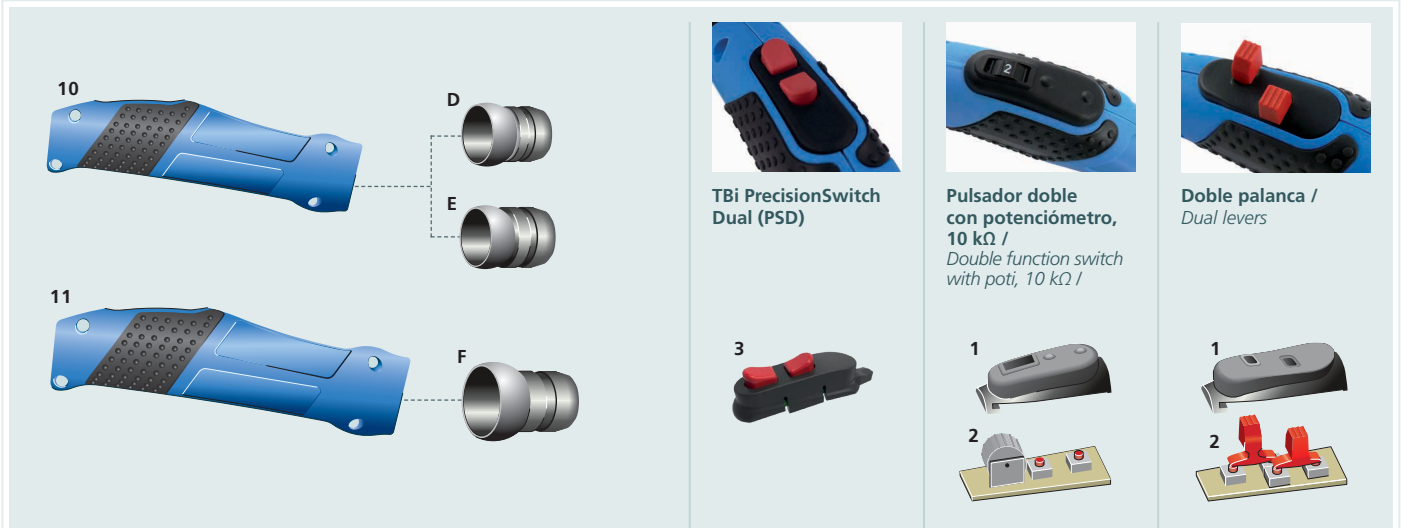 10
D
E
11
F
TBi PrecisionSwitch
Dual (PSD)
3
2
Pulsador doble
con potenciómetro,
10 kΩ /
Double function switch
with poti, 10 kΩ /
1
2
Doble palanca /
Dual levers
1
2